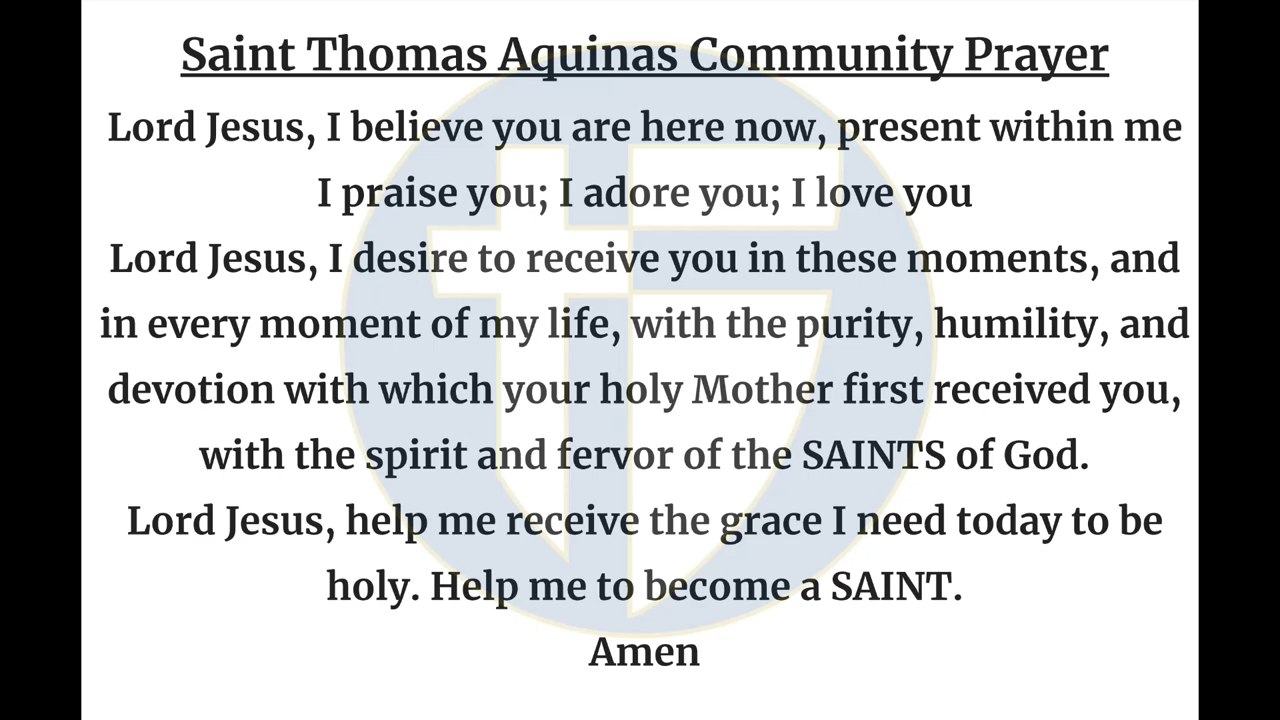 Saint Thomas Aquinas Community Prayer
Lord Jesus, I believe you are here now, present within me
I praise you; I adore you; I love you
Lord Jesus, I desire to receive you in these moments, and
in every moment of my life, with the purity, humility, and
devotion with which your holy Mother first received you,
with the spirit and fervor of the SAINTS of God.
Lord Jesus, help me receive the grace I need today to be
holy. Help me to become a SAINT.
Amen